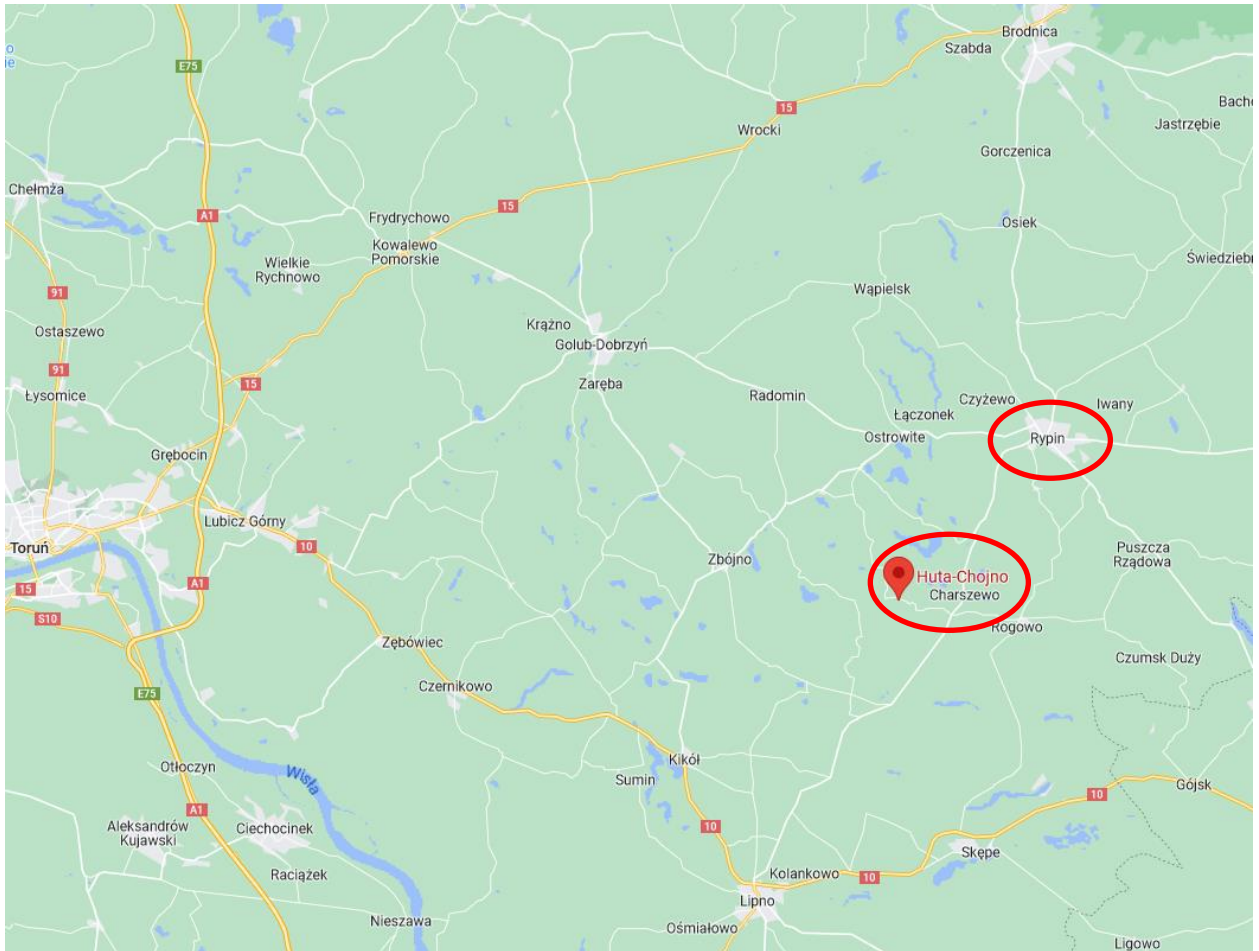 Brodnica
Szabda
E75
15
Bacho
Jastrzębie
Wrocki
Gorczenica
Chełmża
A1
15
Frydrychowo
Osiek
Kowalewo
Pomorskie
Wielkie
Rychnowo
Świedziebn
91
Wąpielsk
Ostaszewo
Krążno
Golub-Dobrzyń
91
15
Zaręba
Łysomice
Radomin
Czyżewo
Iwany
Łączonek
Ostrowite
Rypin
Grębocin
Lubicz Górny
Toruń
10
Puszcza
Rządowa
Zbójno
Huta-Chojno
Charszewo
15
A1
S10
Rogowo
Zębówiec
Czernikowo
Czumsk Duży
E75
Kikół
Otłoczyn
Wisła
Sumin
Gójsk
10
A1
Aleksandrów
Kujawski
Ciechocinek
10
Skępe
Raciążek
Kolankowo
10
Lipno
Nieszawa
Ośmiałowo
Ligowo